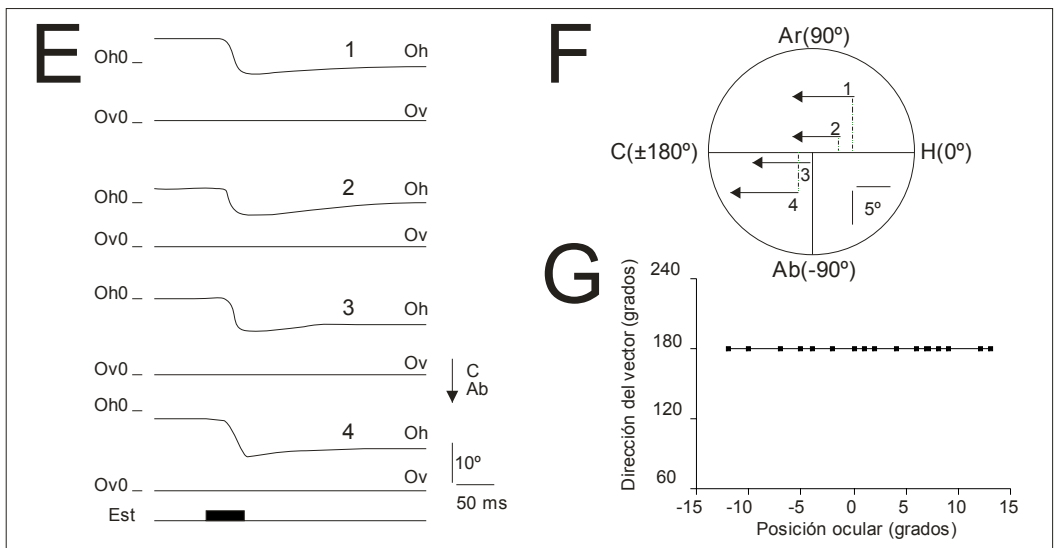 E
1
Oh0
Oh
Ov0
Ov
2
Oh0
Oh
Ov0
Ov
3
Oh0
Oh
Ov0
Ov
C
Ab
Oh0
4
Oh
10º
50 ms
Ov0
Ov
Est
F
Ar(90º)
1
2
C(±180º)
H(0º)
3
4
5º
Ab(-90º)
G
Dirección del vector (grados)
240
180
120
60
-15
-10
-5
0
5
10
15
Posición ocular (grados)